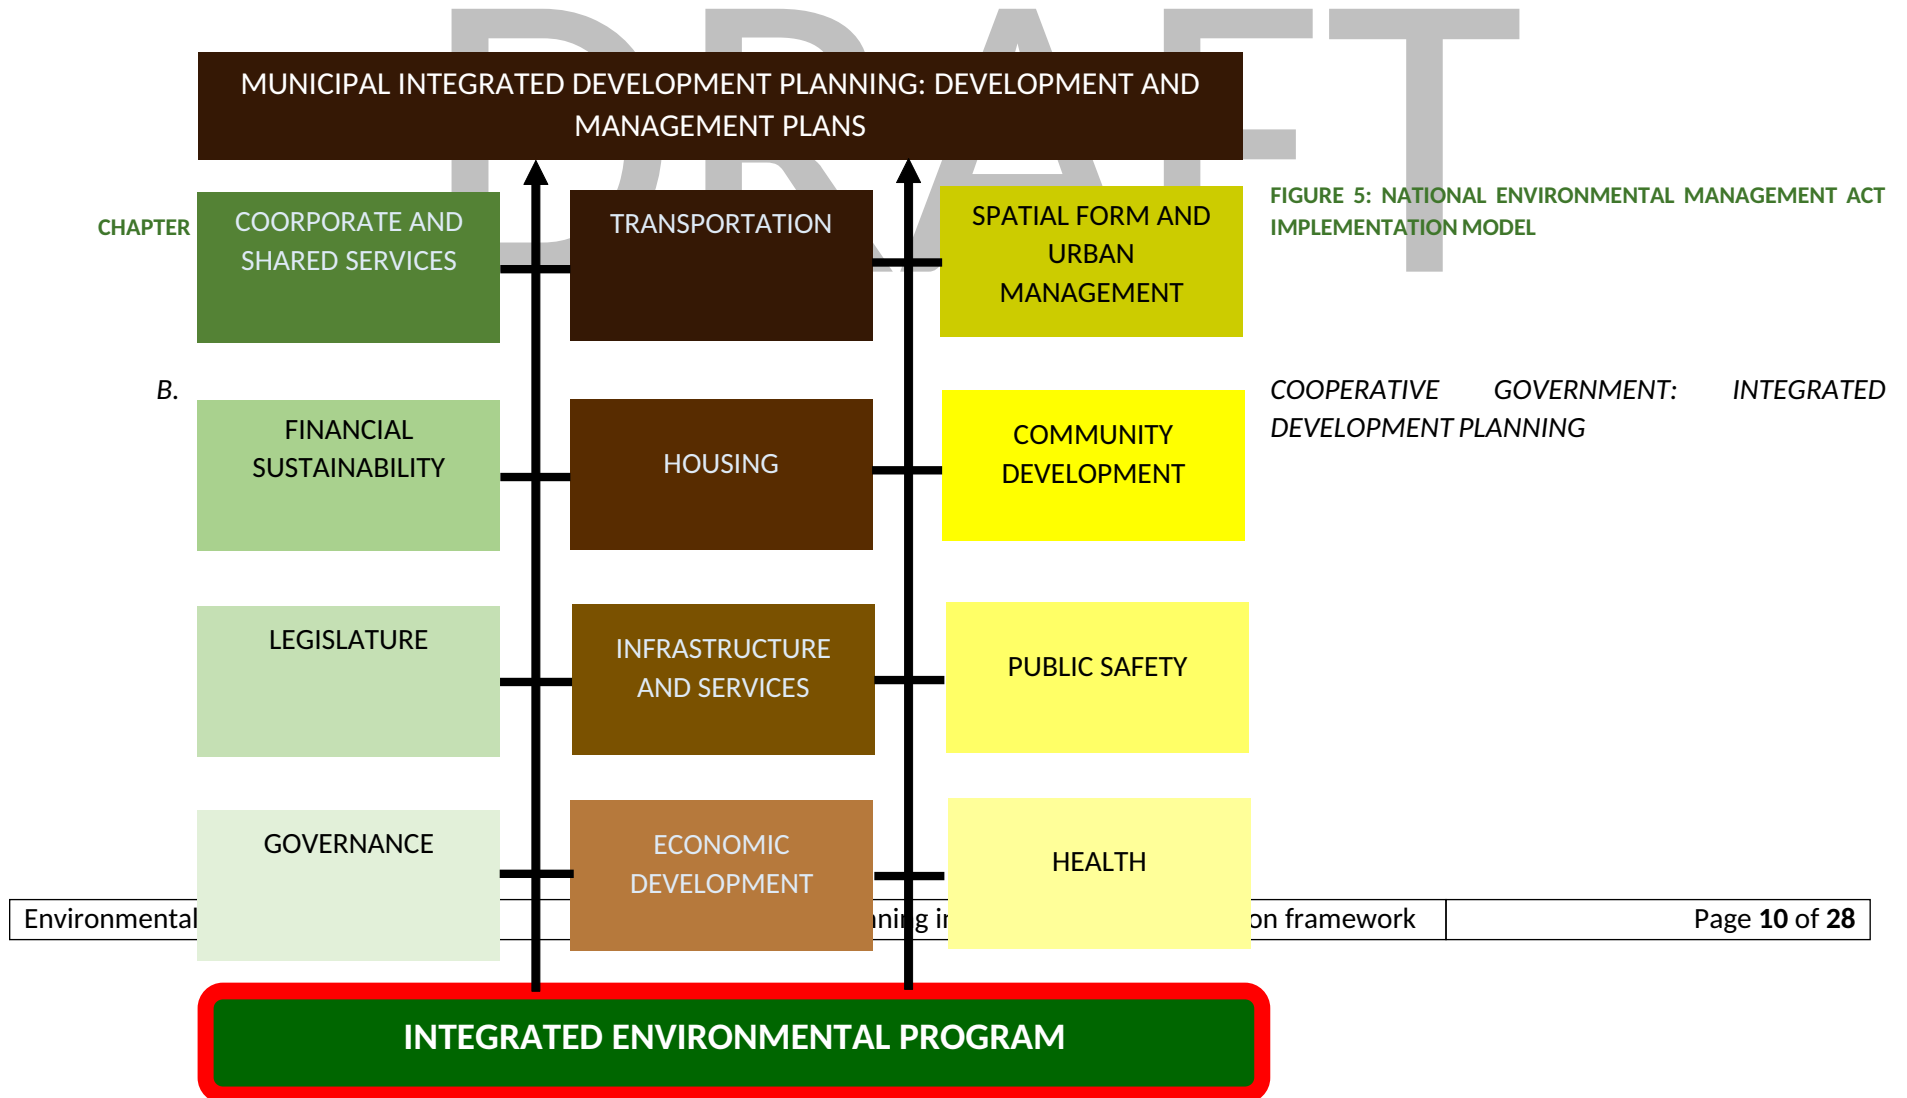 DRAFT
MUNICIPAL INTEGRATED DEVELOPMENT PLANNING: DEVELOPMENT AND
MANAGEMENT PLANS
CHAPTER
COORPORATE AND
SHARED SERVICES
TRANSPORTATION
SPATIAL FORM AND
URBAN
MANAGEMENT
FIGURE 5: NATIONAL ENVIRONMENTAL MANAGEMENT ACT
IMPLEMENTATION MODEL
B.
FINANCIAL
SUSTAINABILITY
HOUSING
COMMUNITY
DEVELOPMENT
COOPERATIVE GOVERNMENT: INTEGRATED
DEVELOPMENT PLANNING
LEGISLATURE
INFRASTRUCTURE
AND SERVICES
PUBLIC SAFETY
GOVERNANCE
ECONOMIC
DEVELOPMENT
HEALTH
Environmental framework
Page 10 of 28
INTEGRATED ENVIRONMENTAL PROGRAM